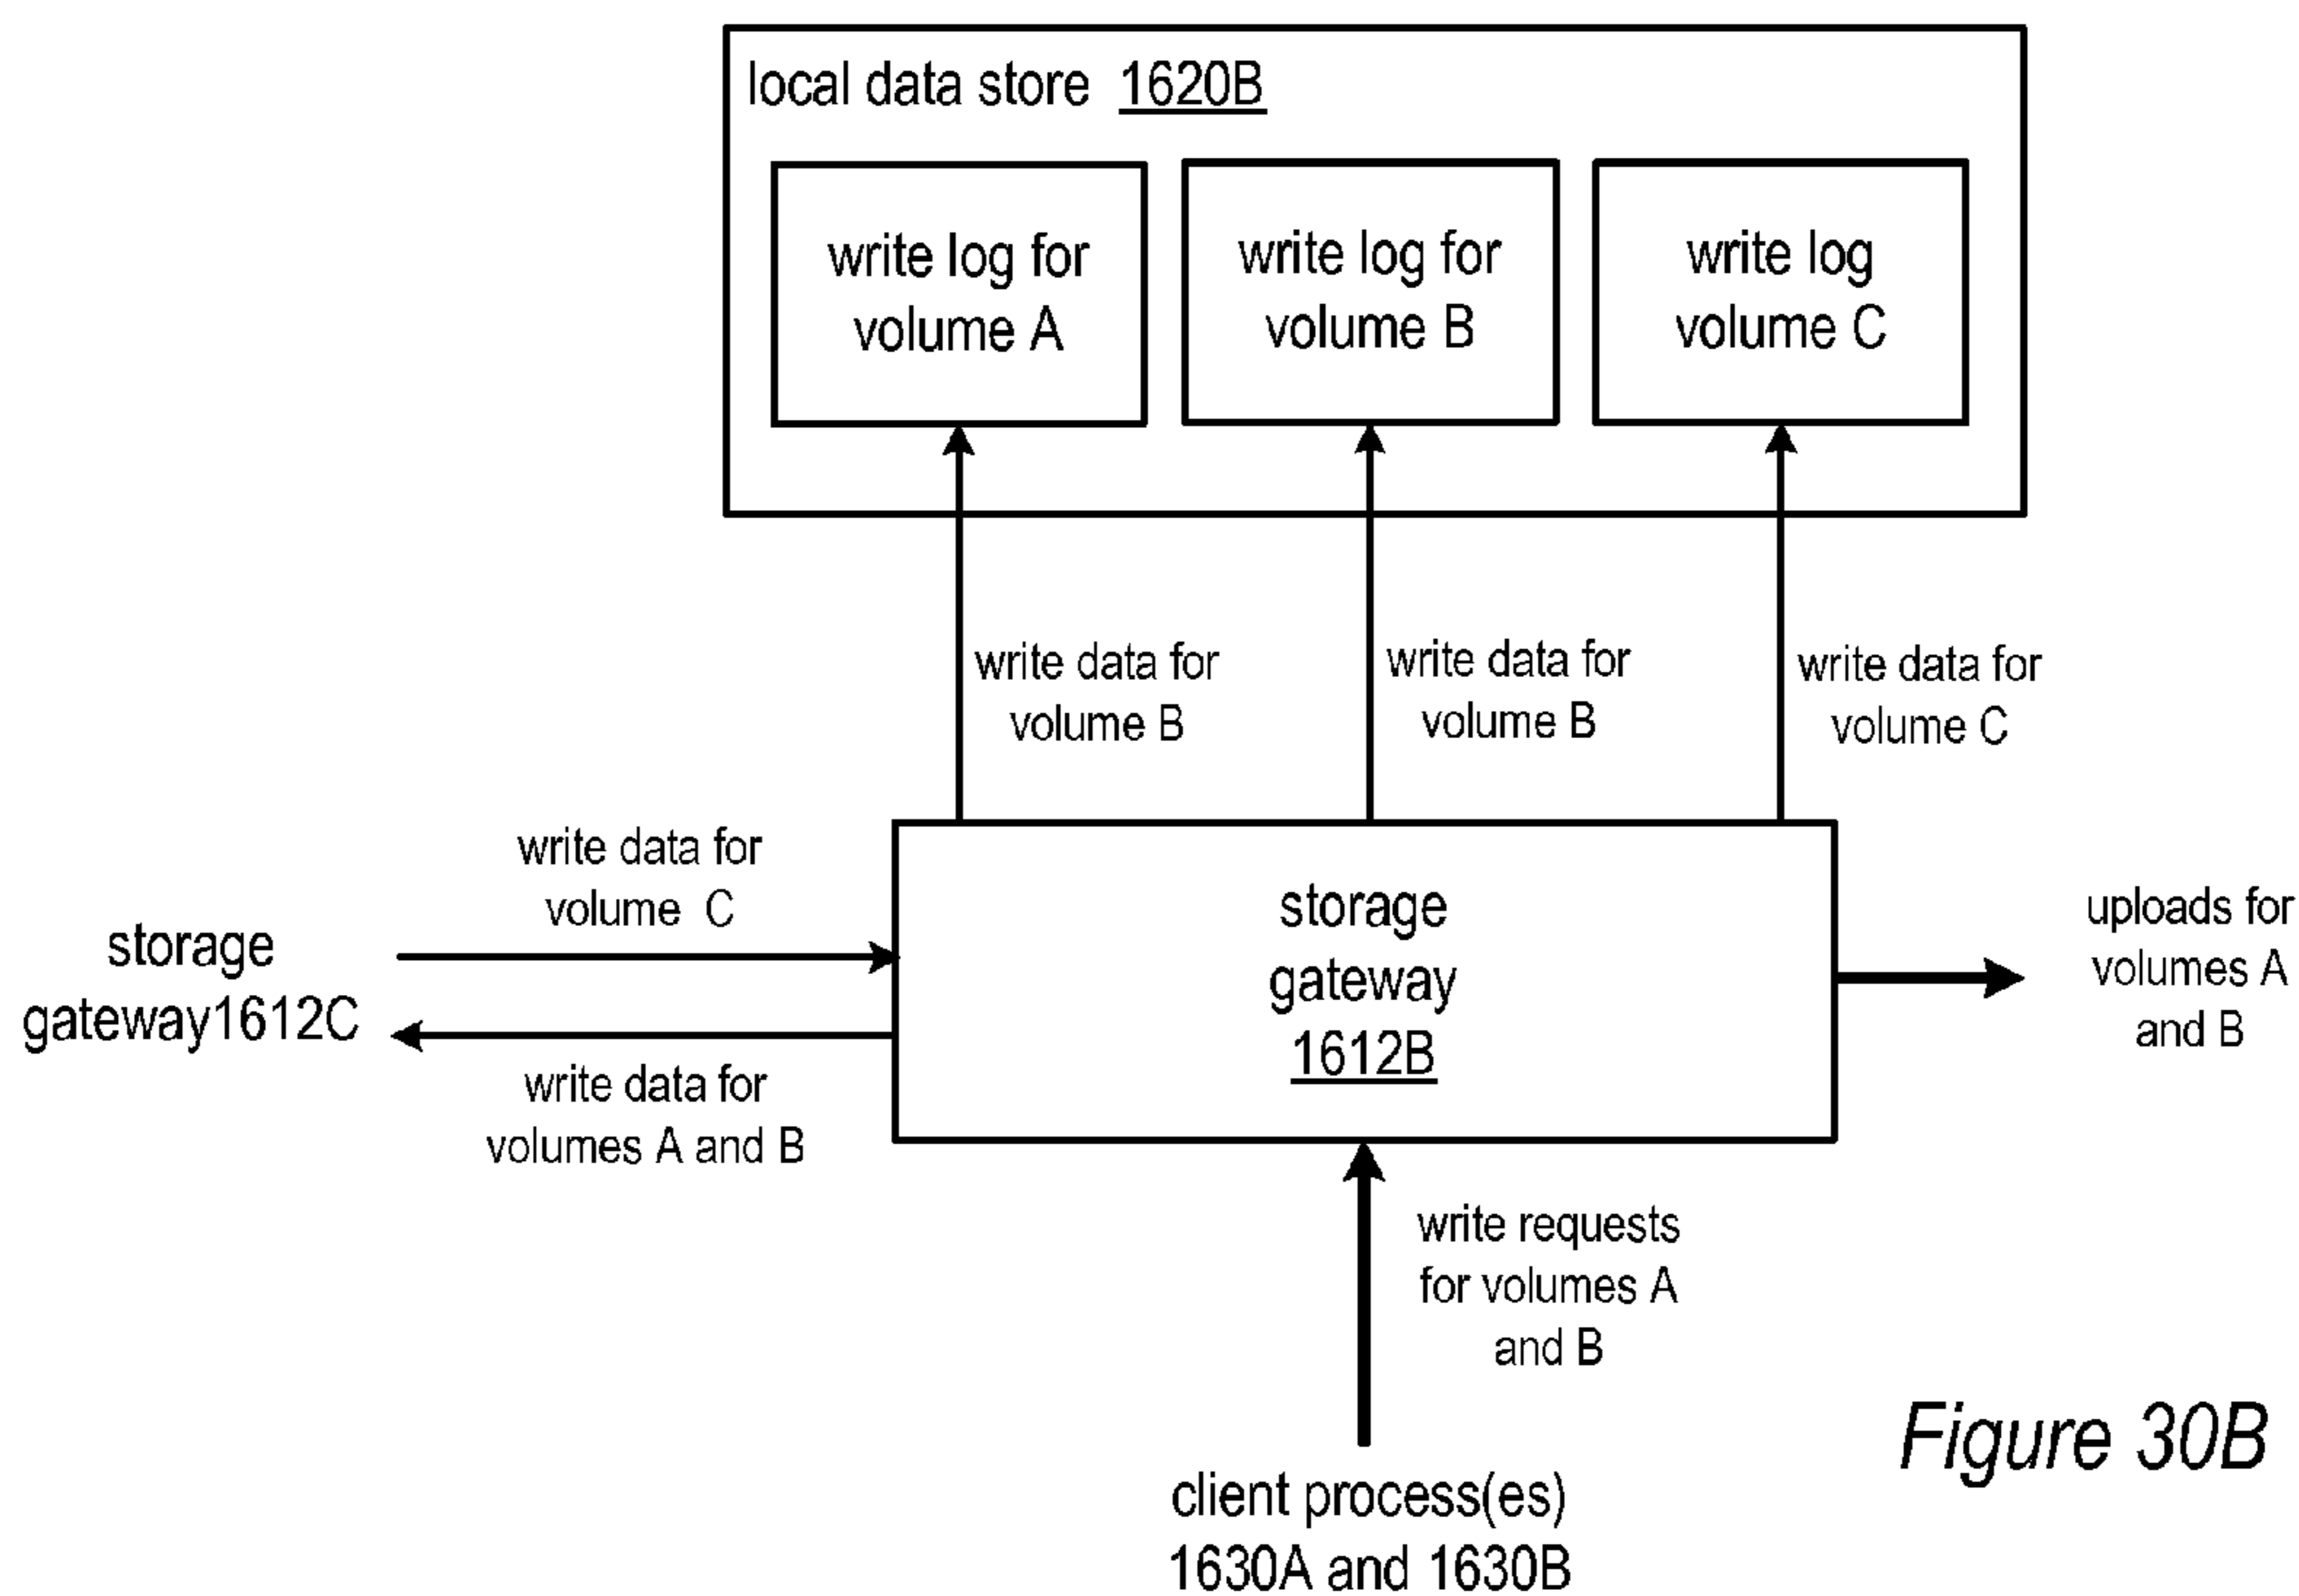 local data store 1620B
write log for
volume A
write log for
volume B
write log
volume C
write data for
volume B
write data for
volume B
write data for
volume C
write data for
volume C
storage
gateway1612C
write data for
volumes A and B
storage
gateway
1612B
uploads for
volumes A
and B
write requests
for volumes A
and B
client process(es)
1630A and 1630B
Figure 30B